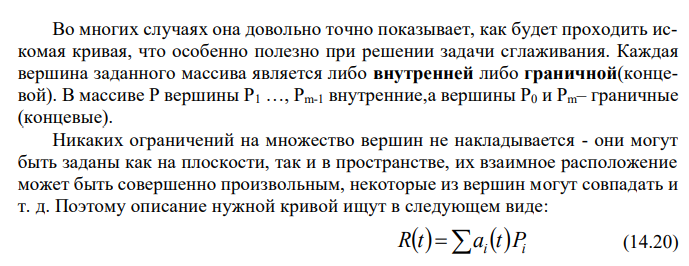 Во многих случаях она довольно точно показывает, как будет проходить ис-
комая кривая, что особенно полезно при решении задачи сглаживания. Каждая
вершина заданного массива является либо внутренней либо граничной(конце-
вой). В массиве P вершины P₁ …, Pₘ₋₁ внутренние,а вершины P₀ и Pₘ– граничные
(концевые).
Никаких ограничений на множество вершин не накладывается - они могут
быть заданы как на плоскости, так и в пространстве, их взаимное расположение
может быть совершенно произвольным, некоторые из вершин могут совпадать и
т. д. Поэтому описание нужной кривой ищут в следующем виде:
R(t)=∑aᵢ(t)Pᵢ (14.20)